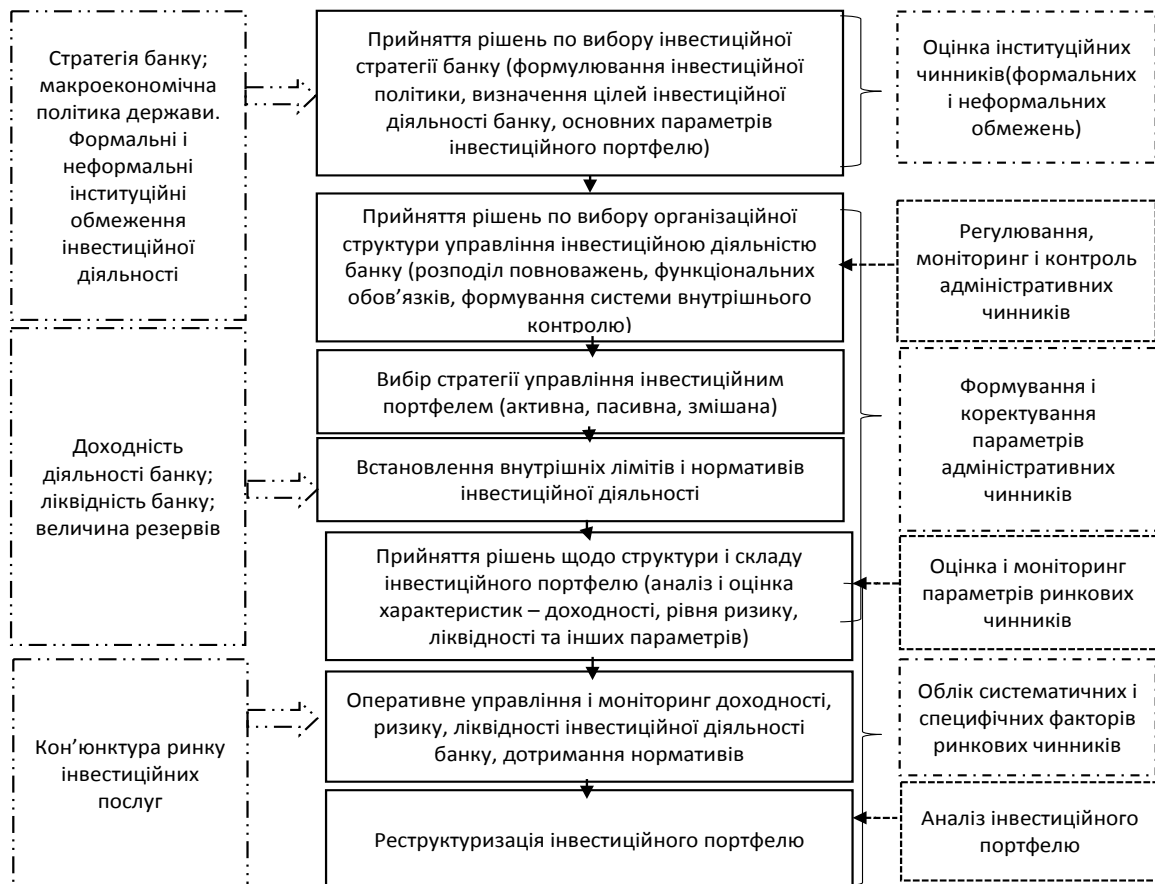 Стратегія банку;
макроекономічна
політика держави.
Формальні і
неформальні
інституційні
обмеження
інвестиційної
діяльності
Прийняття рішень по вибору інвестиційної
стратегії банку (формулювання інвестиційної
політики, визначення цілей інвестиційної
діяльності банку, основних параметрів
інвестиційного портфелю)
Оцінка інституційних
чинників(формальних
і неформальних
обмежень)
Прийняття рішень по вибору організаційної
структури управління інвестиційною діяльністю
банку (розподіл повноважень, функціональних
обов’язків, формування системи внутрішнього
контролю)
Регулювання,
моніторинг і контроль
адміністративних
чинників
Вибір стратегії управління інвестиційним
портфелем (активна, пасивна, змішана)
Формування і
коректування
параметрів
адміністративних
чинників
Доходність
діяльності банку;
ліквідність банку;
величина резервів
Встановлення внутрішніх лімітів і нормативів
інвестиційної діяльності
Прийняття рішень щодо структури і складу
інвестиційного портфелю (аналіз і оцінка
характеристик – доходності, рівня ризику,
ліквідності та інших параметрів)
Оцінка і моніторинг
параметрів ринкових
чинників
Кон’юнктура ринку
інвестиційних
послуг
Оперативне управління і моніторинг доходності,
ризику, ліквідності інвестиційної діяльності
банку, дотримання нормативів
Облік систематичних і
специфічних факторів
ринкових чинників
Реструктуризація інвестиційного портфелю
Аналіз інвестиційного
портфелю